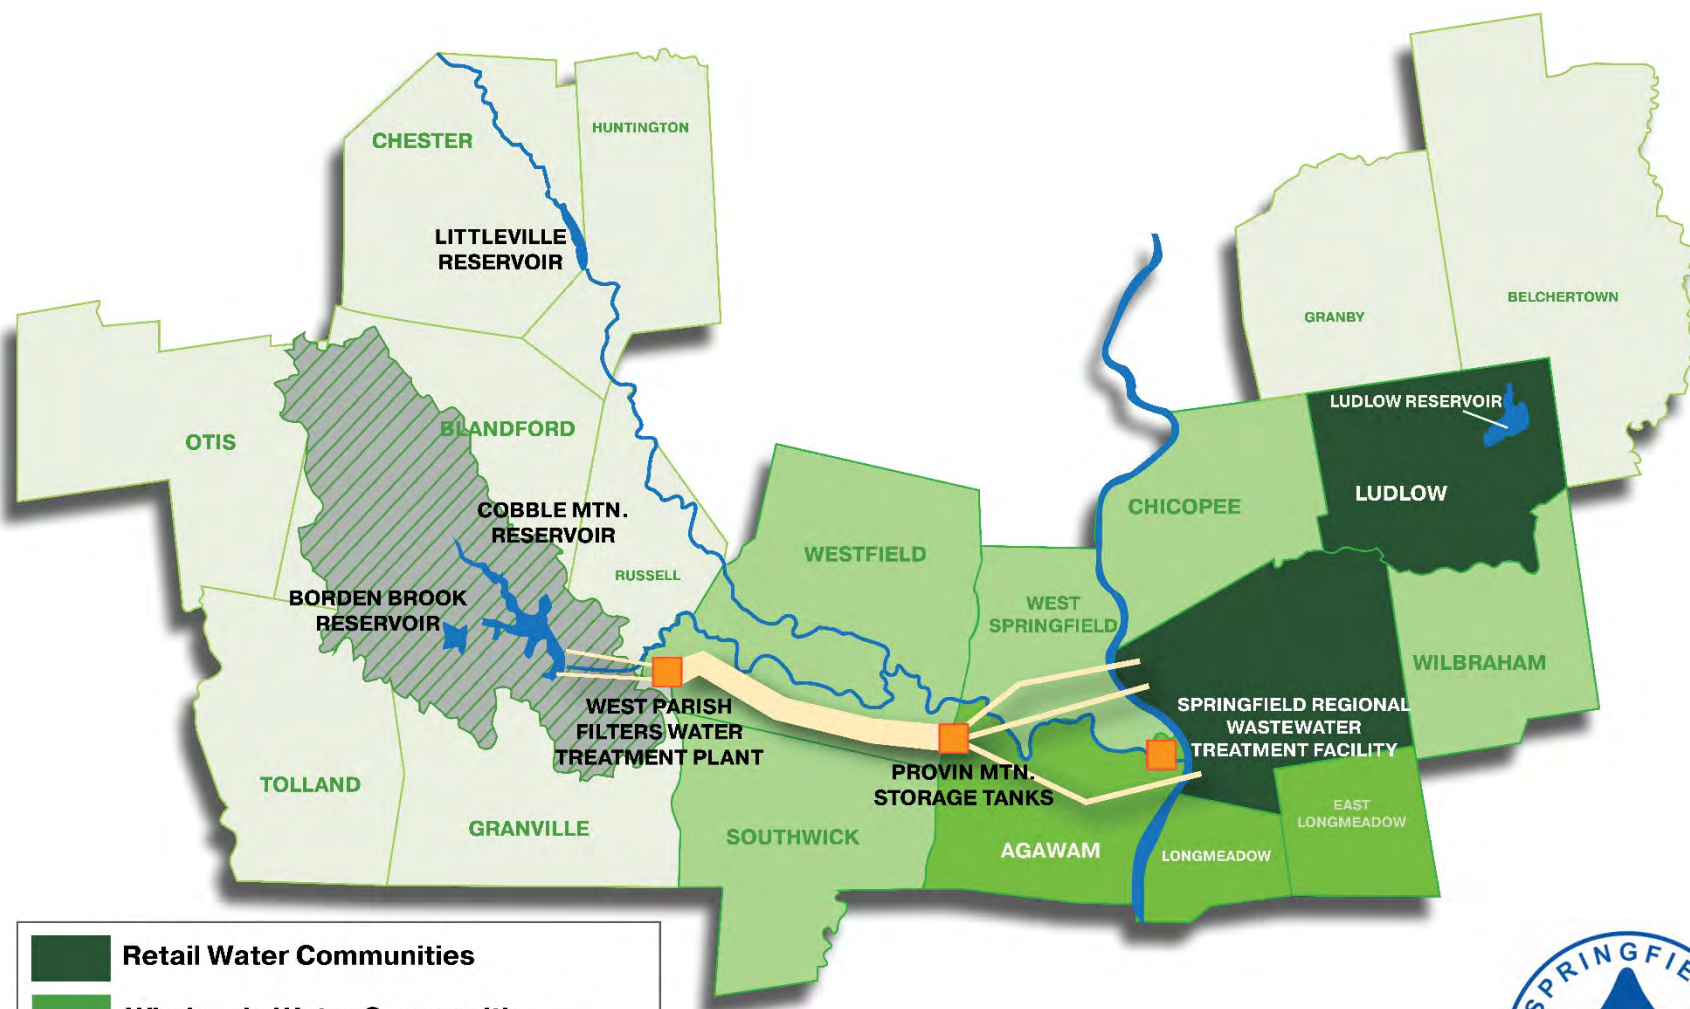 CHESTER
HUNTINGTON
LITTLEVILLE
RESERVOIR
BELCHERTOWN
GRANBY
LUDLOW RESERVOIR
OTIS
BLANDFORD
LUDLOW
COBBLE MTN.
RESERVOIR
CHICOPEE
WESTFIELD
RUSSELL
BORDEN BROOK
RESERVOIR
WEST
SPRINGFIELD
WILBRAHAM
WEST PARISH
FILTERS WATER
TREATMENT PLANT
SPRINGFIELD REGIONAL
WASTEWATER
TREATMENT FACILITY
PROVIN MTN.
STORAGE TANKS
TOLLAND
GRANVILLE
SOUTHWICK
AGAWAM
LONGMEADOW
EAST
LONGMEADOW
Retail Water Communities